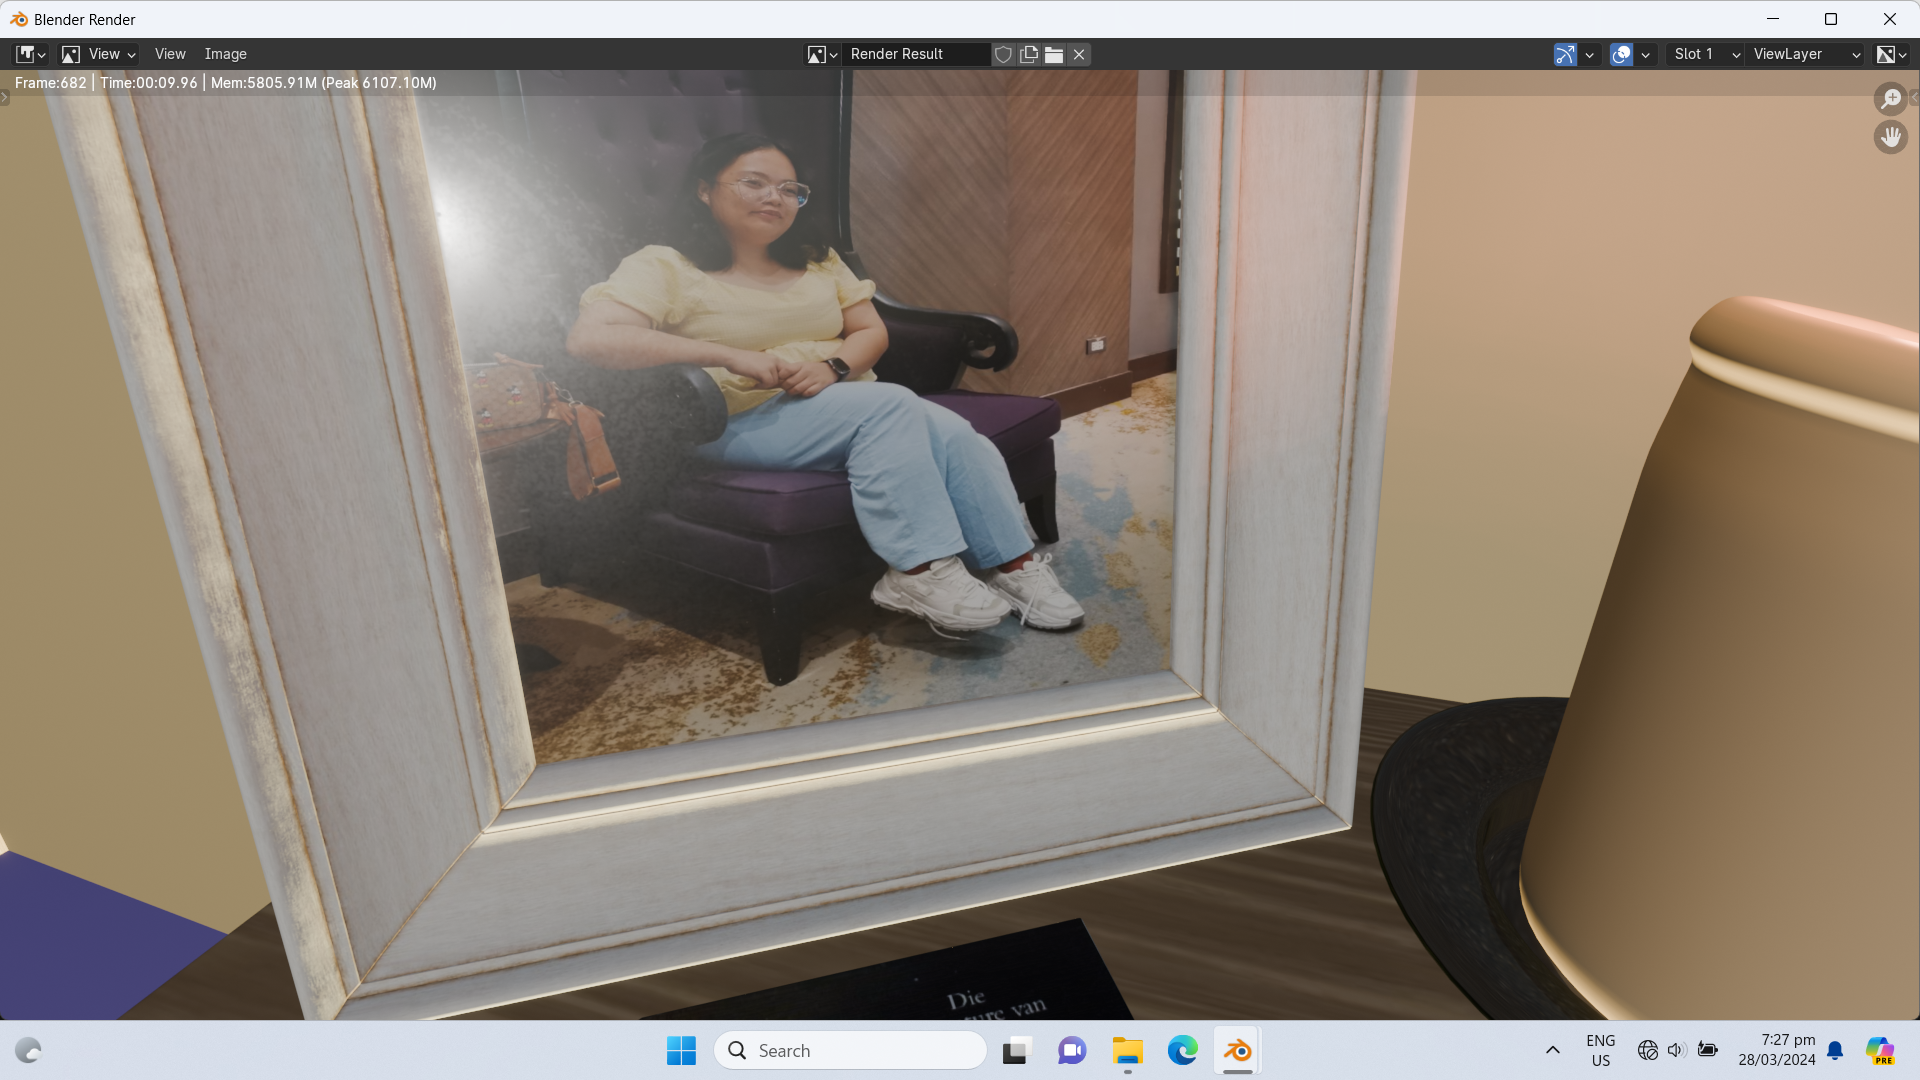 Blender Render
View
View
Image
Render Result
Slot 1
ViewLayer
Frame:682 | Time:00:09.96 | Mem:5805.91M (Peak 6107.10M)
Die
van
Search
ENG
US
7:27 pm
28/03/2024
PRE